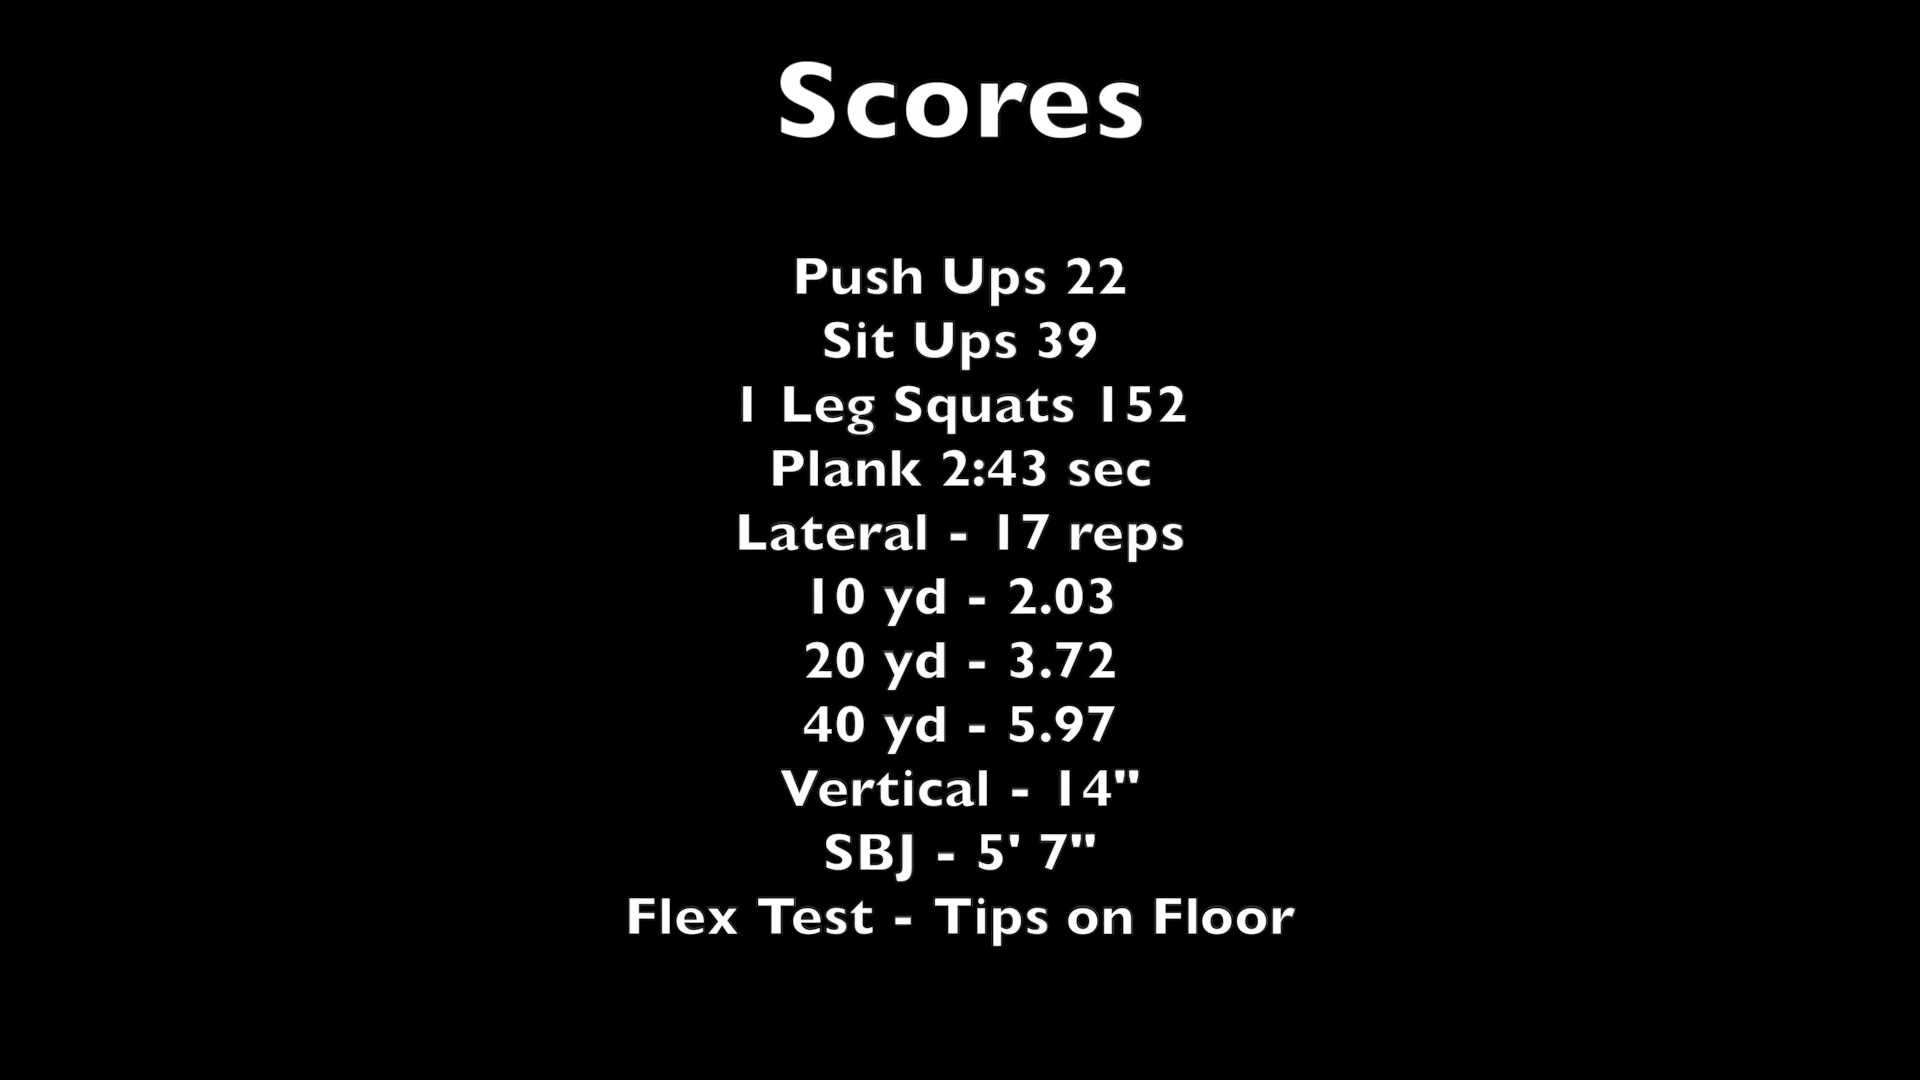 Scores
Push Ups 22
Sit Ups 39
1 Leg Squats 152
Plank 2:43 sec
Lateral - 17 reps
10 yd - 2.03
20 yd - 3.72
40 yd - 5.97
Vertical - 14"
SBJ - 5' 7"
Flex Test - Tips on Floor